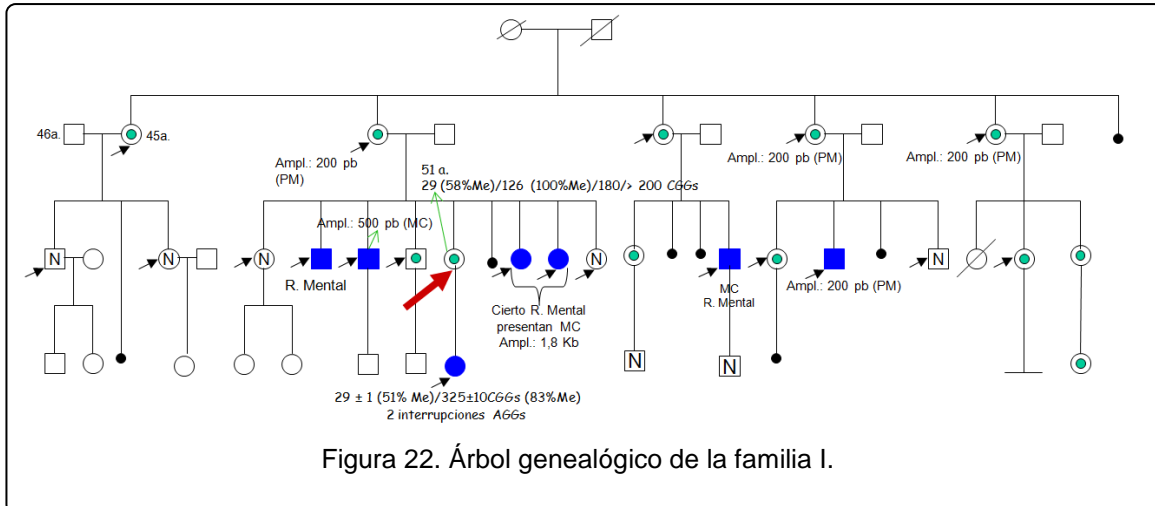 46a.
45a.
Ampl.: 200 pb
(PM)
Ampl.: 200 pb (PM)
Ampl.: 200 pb (PM)
51 a.
29 (58%Me)/126 (100%Me)/180/> 200 CGGs
Ampl.: 500 pb (MC)
N
N
N
N
N
R. Mental
Cierto R. Mental
presentan MC
Ampl.: 1,8 Kb
MC
R. Mental
Ampl.: 200 pb (PM)
N
N
29 ± 1 (51% Me)/325±10CGGs (83%Me)
2 interrupciones AGGs
Figura 22. Árbol genealógico de la familia I.